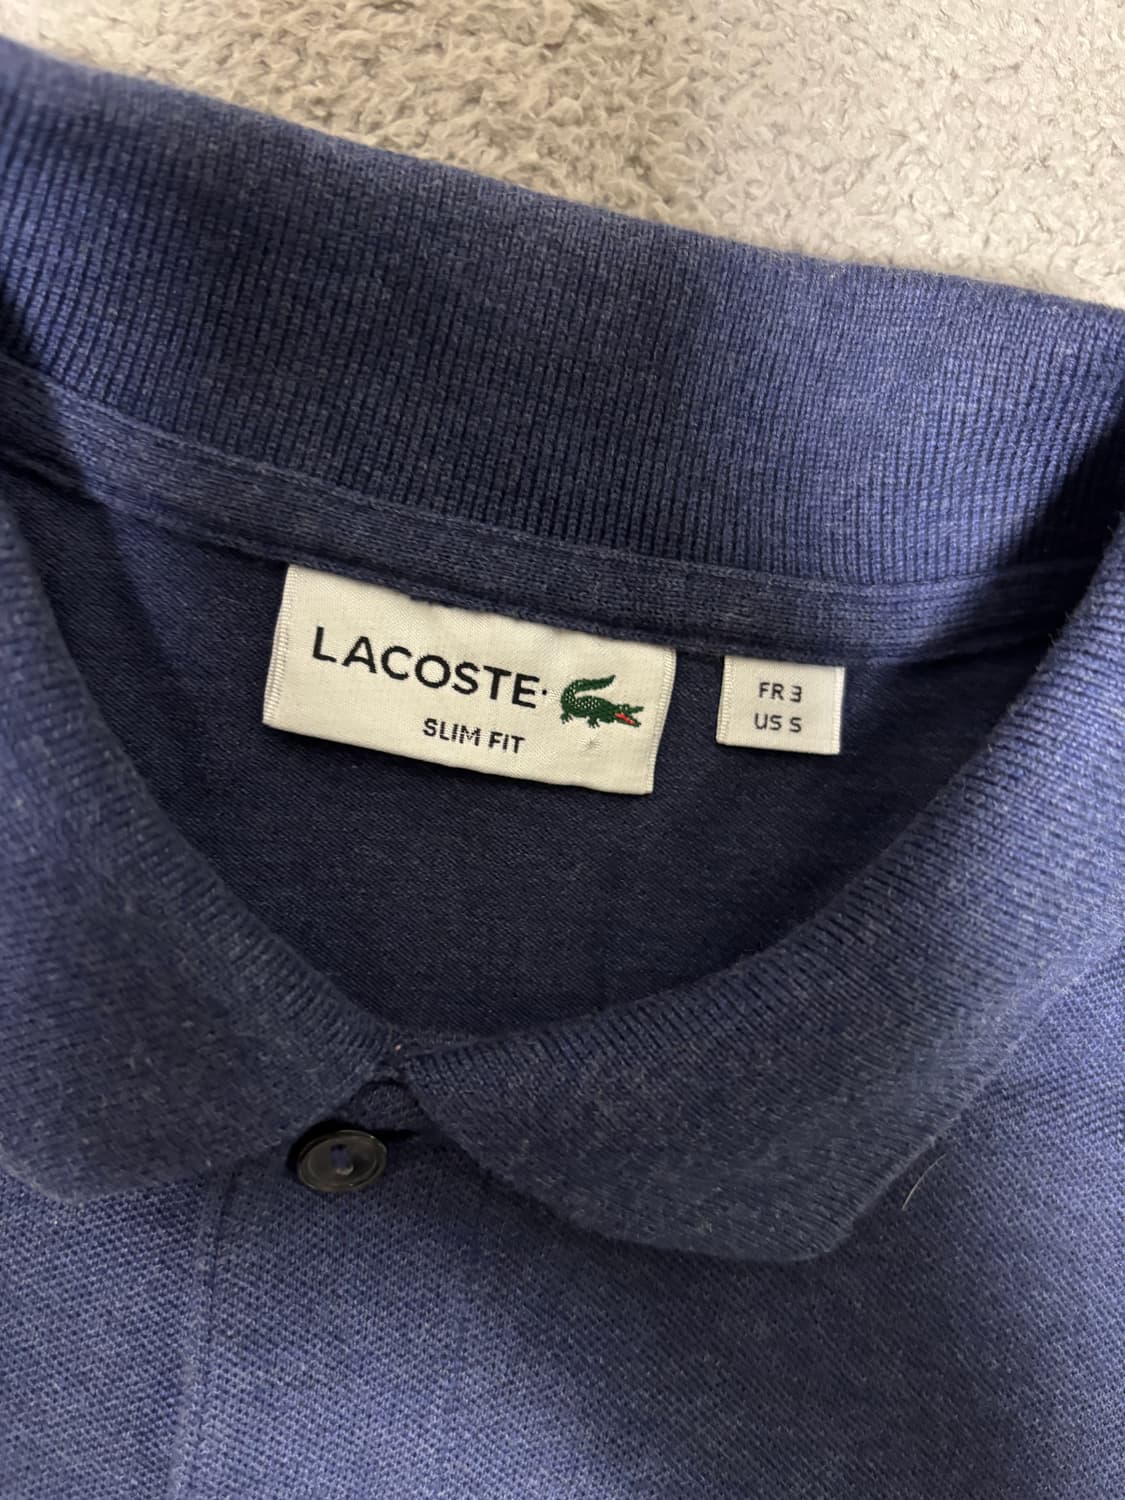 LACOSTE
SLIM FIT
FR 3
US S